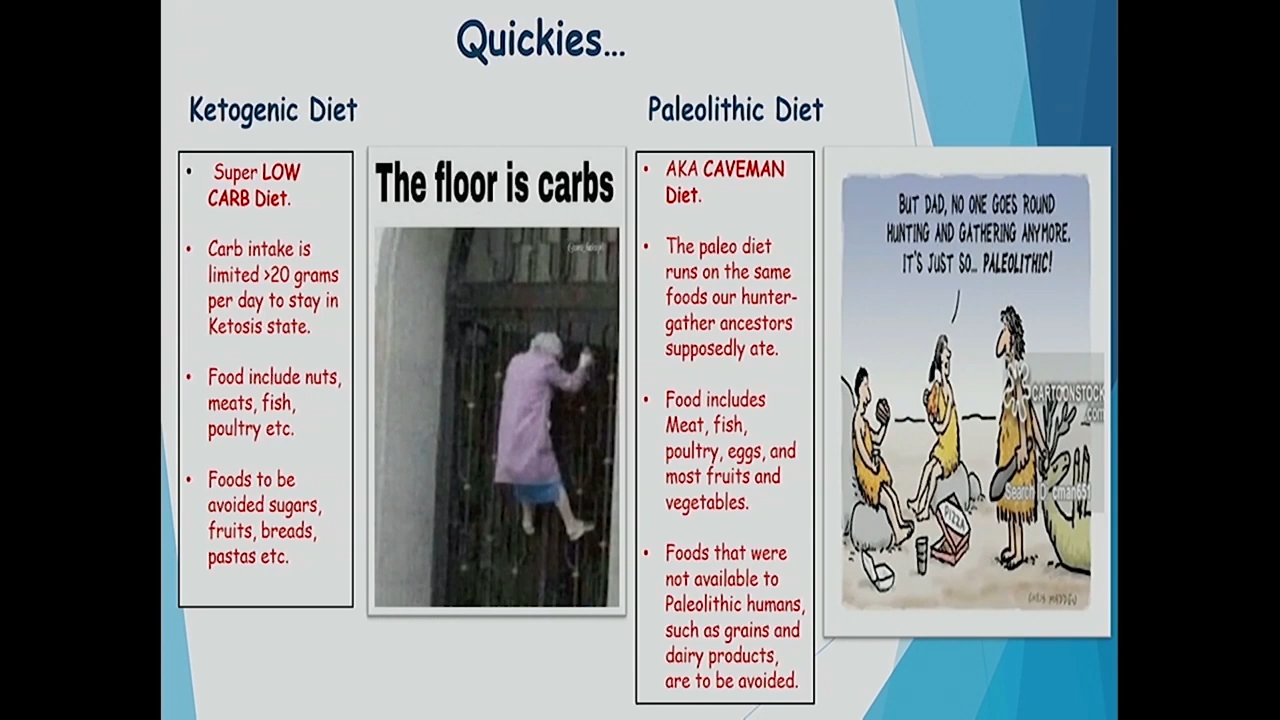 Quickies...
Ketogenic Diet
• Super LOW
CARB Diet.
• Carb intake is
limited >20 grams
per day to stay in
Ketosis state.
• Food include nuts,
meats, fish,
poultry etc.
• Foods to be
avoided sugars,
fruits, breads,
pastas etc.
The floor is carbs
Paleolithic Diet
• AKA CAVEMAN
Diet.
• The paleo diet
runs on the same
foods our hunter-
gather ancestors
supposedly ate.
• Food includes
Meat, fish,
poultry, eggs, and
most fruits and
vegetables.
• Foods that were
not available to
Paleolithic humans,
such as grains and
dairy products,
are to be avoided.
BUT DAD, NO ONE GOES ROUND
HUNTING AND GATHERING ANYMORE.
IT'S JUST SO... PALEOLITHIC!
CARTOONSTOCK
.com
Search ID: cman651
PIZZA
CHRIS MADDEN